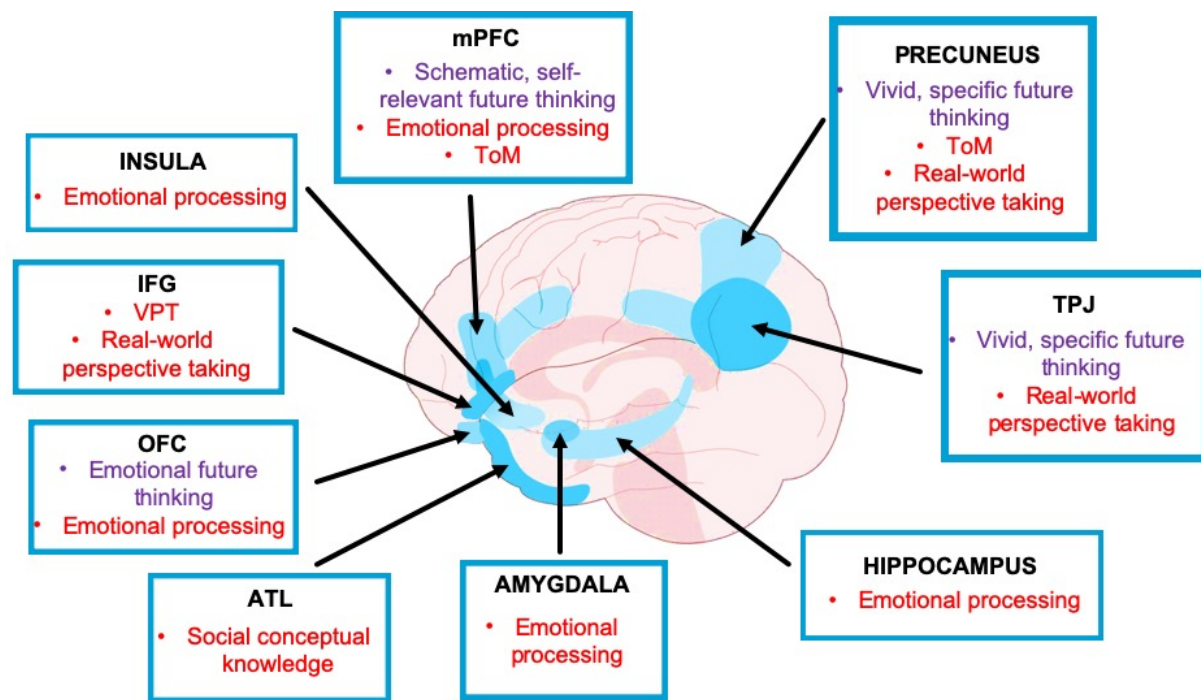 mPFC
• Schematic, self-
relevant future thinking
• Emotional processing
• ToM
PRECUNEUS
• Vivid, specific future
thinking
• ToM
• Real-world
perspective taking
INSULA
• Emotional processing
IFG
• VPT
• Real-world
perspective taking
TPJ
• Vivid, specific future
thinking
• Real-world
perspective taking
OFC
• Emotional future
thinking
• Emotional processing
ATL
• Social conceptual
knowledge
AMYGDALA
• Emotional
processing
HIPPOCAMPUS
• Emotional processing